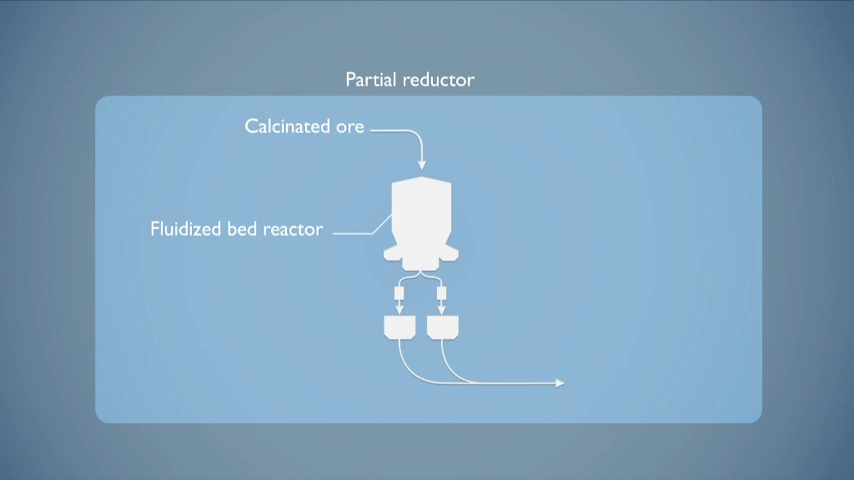 Partial reductor
Calcinated ore
Fluidized bed reactor